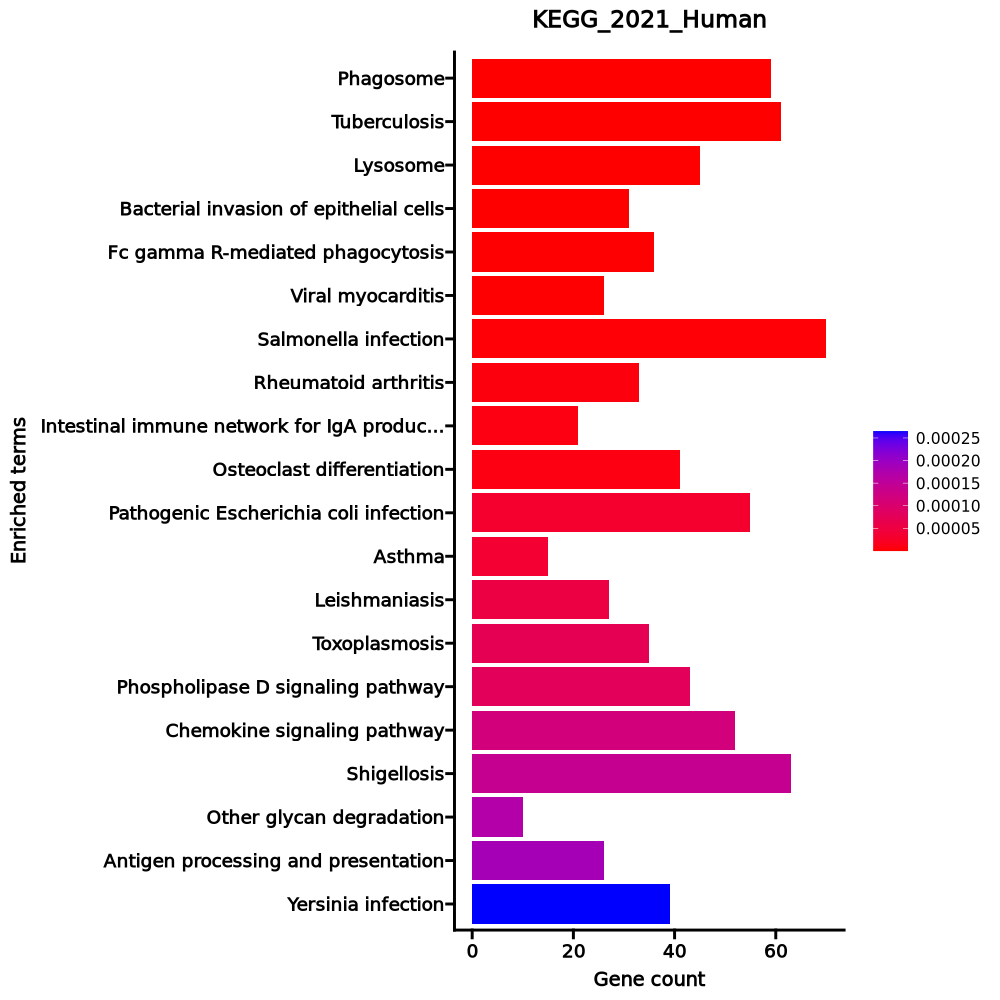 KEGG_2021_Human
Phagosome
Tuberculosis
Lysosome
Bacterial invasion of epithelial cells
Fc gamma R-mediated phagocytosis
Viral myocarditis
Salmonella infection
Rheumatoid arthritis
Intestinal immune network for IgA produc...
Osteoclast differentiation
Pathogenic Escherichia coli infection
Asthma
Leishmaniasis
Toxoplasmosis
Phospholipase D signaling pathway
Chemokine signaling pathway
Shigellosis
Other glycan degradation
Antigen processing and presentation
Yersinia infection
Enriched terms
0 20 40 60
Gene count
0.00025
0.00020
0.00015
0.00010
0.00005